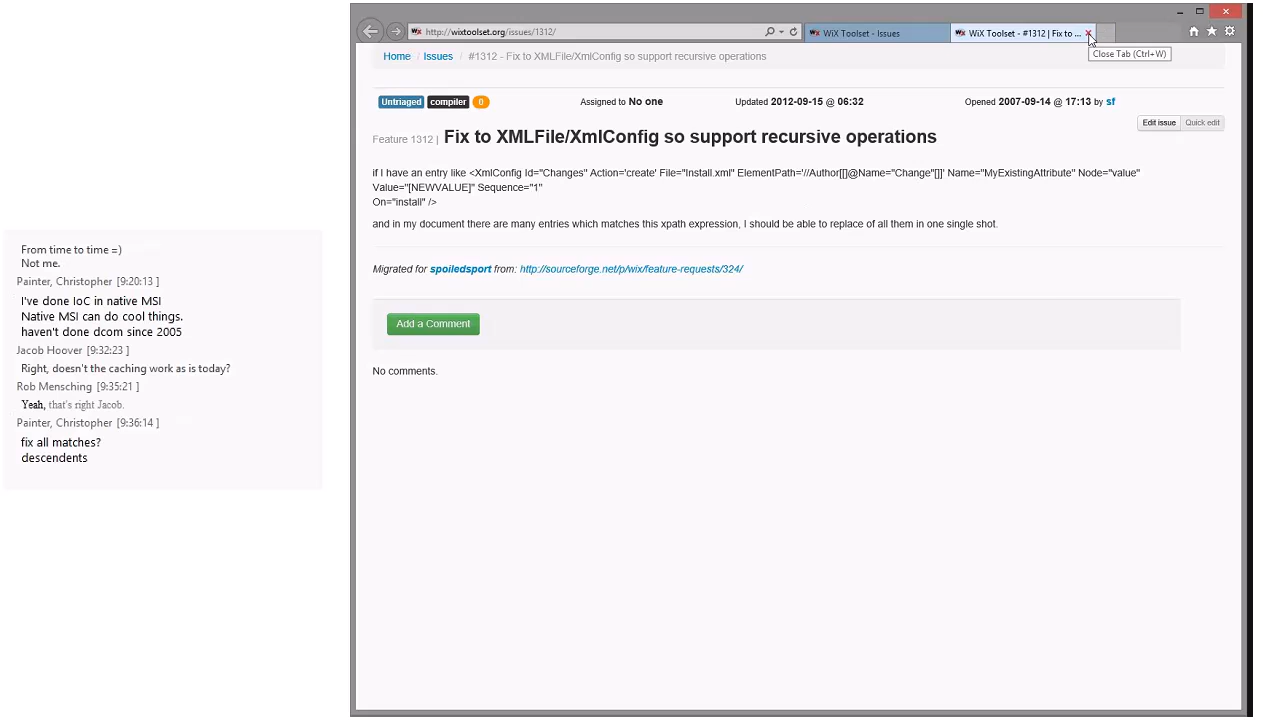 From time to time =)
Not me.
Painter, Christopher [9:20:13 ]
I've done IoC in native MSI
Native MSI can do cool things.
haven't done dcom since 2005
Jacob Hoover [9:32:23 ]
Right, doesn't the caching work as is today?
Rob Mensching [9:35:21 ]
Yeah, that's right Jacob.
Painter, Christopher [9:36:14 ]
fix all matches?
descendents
http://wixtoolset.org/issues/1312/
WiX Toolset - Issues
WiX Toolset - #1312 | Fix to ...
Close Tab (Ctrl+W)
Home / Issues / #1312 - Fix to XMLFile/XmlConfig so support recursive operations
Untriaged compiler 0 Assigned to No one Updated 2012-09-15 @ 06:32 Opened 2007-09-14 @ 17:13 by sf
Edit issue Quick edit
Feature 1312 | Fix to XMLFile/XmlConfig so support recursive operations
if I have an entry like <XmlConfig Id="Changes" Action='create' File="Install.xml" ElementPath='//Author[[]@Name="Change"[]]' Name="MyExistingAttribute" Node="value"
Value="[NEWVALUE]" Sequence="1"
On="install" />
and in my document there are many entries which matches this xpath expression, I should be able to replace of all them in one single shot.
Migrated for spoiledsport from: http://sourceforge.net/p/wix/feature-requests/324/
Add a Comment
No comments.